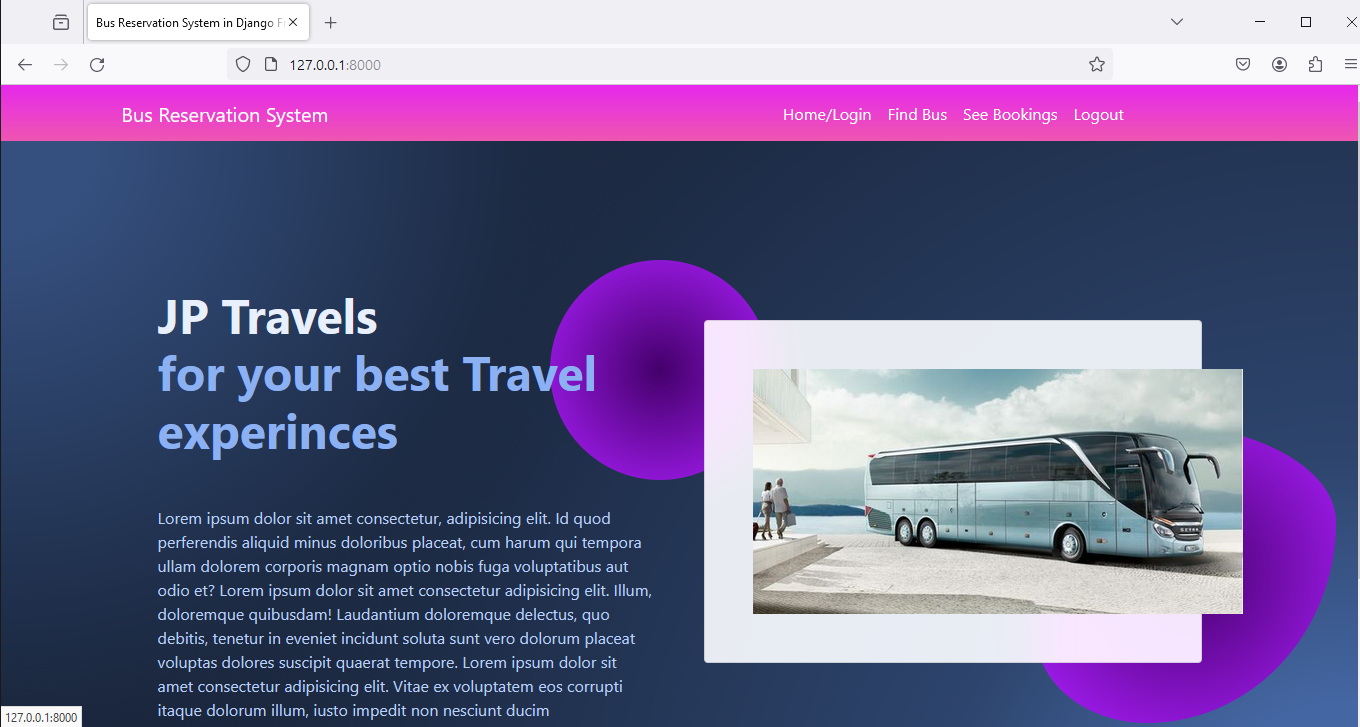 Bus Reservation System in Django F
127.0.0.1:8000
Bus Reservation System
Home/Login Find Bus See Bookings Logout
JP Travels
for your best Travel
experinces
Lorem ipsum dolor sit amet consectetur, adipisicing elit. Id quod
perferendis aliquid minus doloribus placeat, cum harum qui tempora
ullam dolorem corporis magnam optio nobis fuga voluptatibus aut
odio et? Lorem ipsum dolor sit amet consectetur adipisicing elit. Illum,
doloremque quibusdam! Laudantium doloremque delectus, quo
debitis, tenetur in eveniet incidunt soluta sunt vero dolorum placeat
voluptas dolores suscipit quaerat tempore. Lorem ipsum dolor sit
amet consectetur adipisicing elit. Vitae ex voluptatem eos corrupti
itaque dolorum illum, iusto impedit non nesciunt ducim
SETRA
127.0.0.1:8000